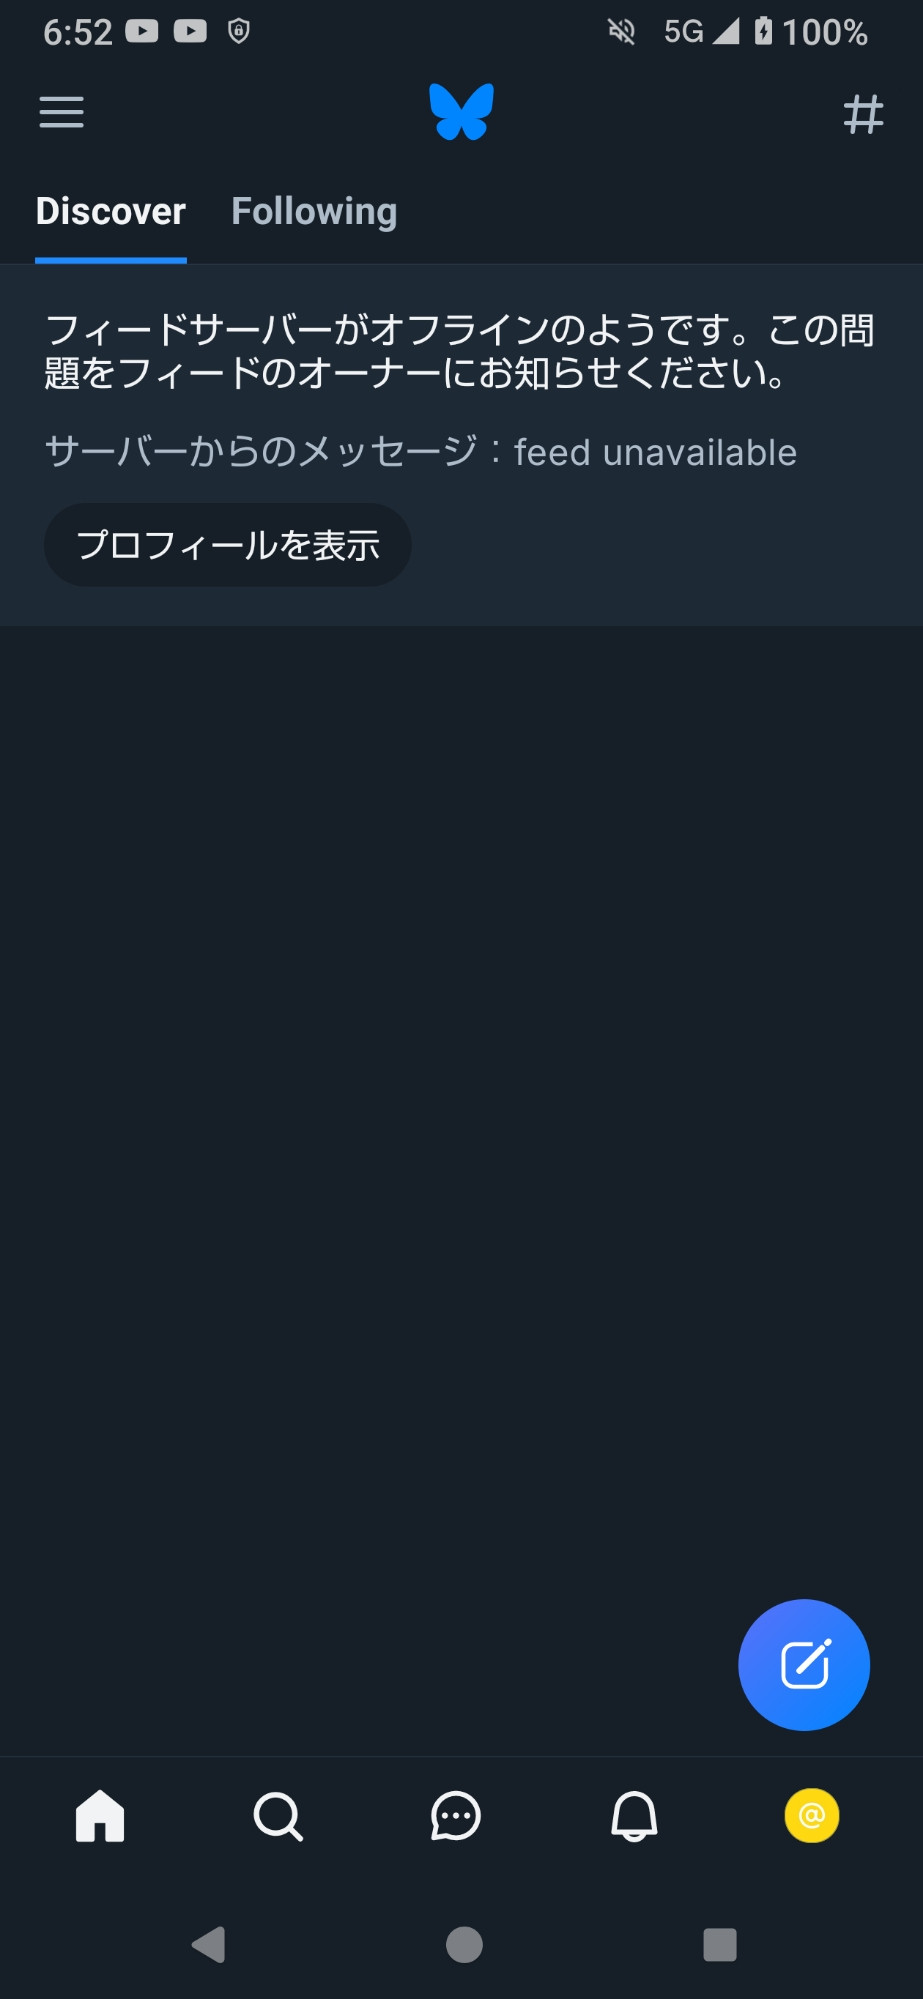 6:52 5G 100%
Discover Following
フィードサーバーがオフラインのようです。この問
題をフィードのオーナーにお知らせください。
サーバーからのメッセージ：feed unavailable
プロフィールを表示